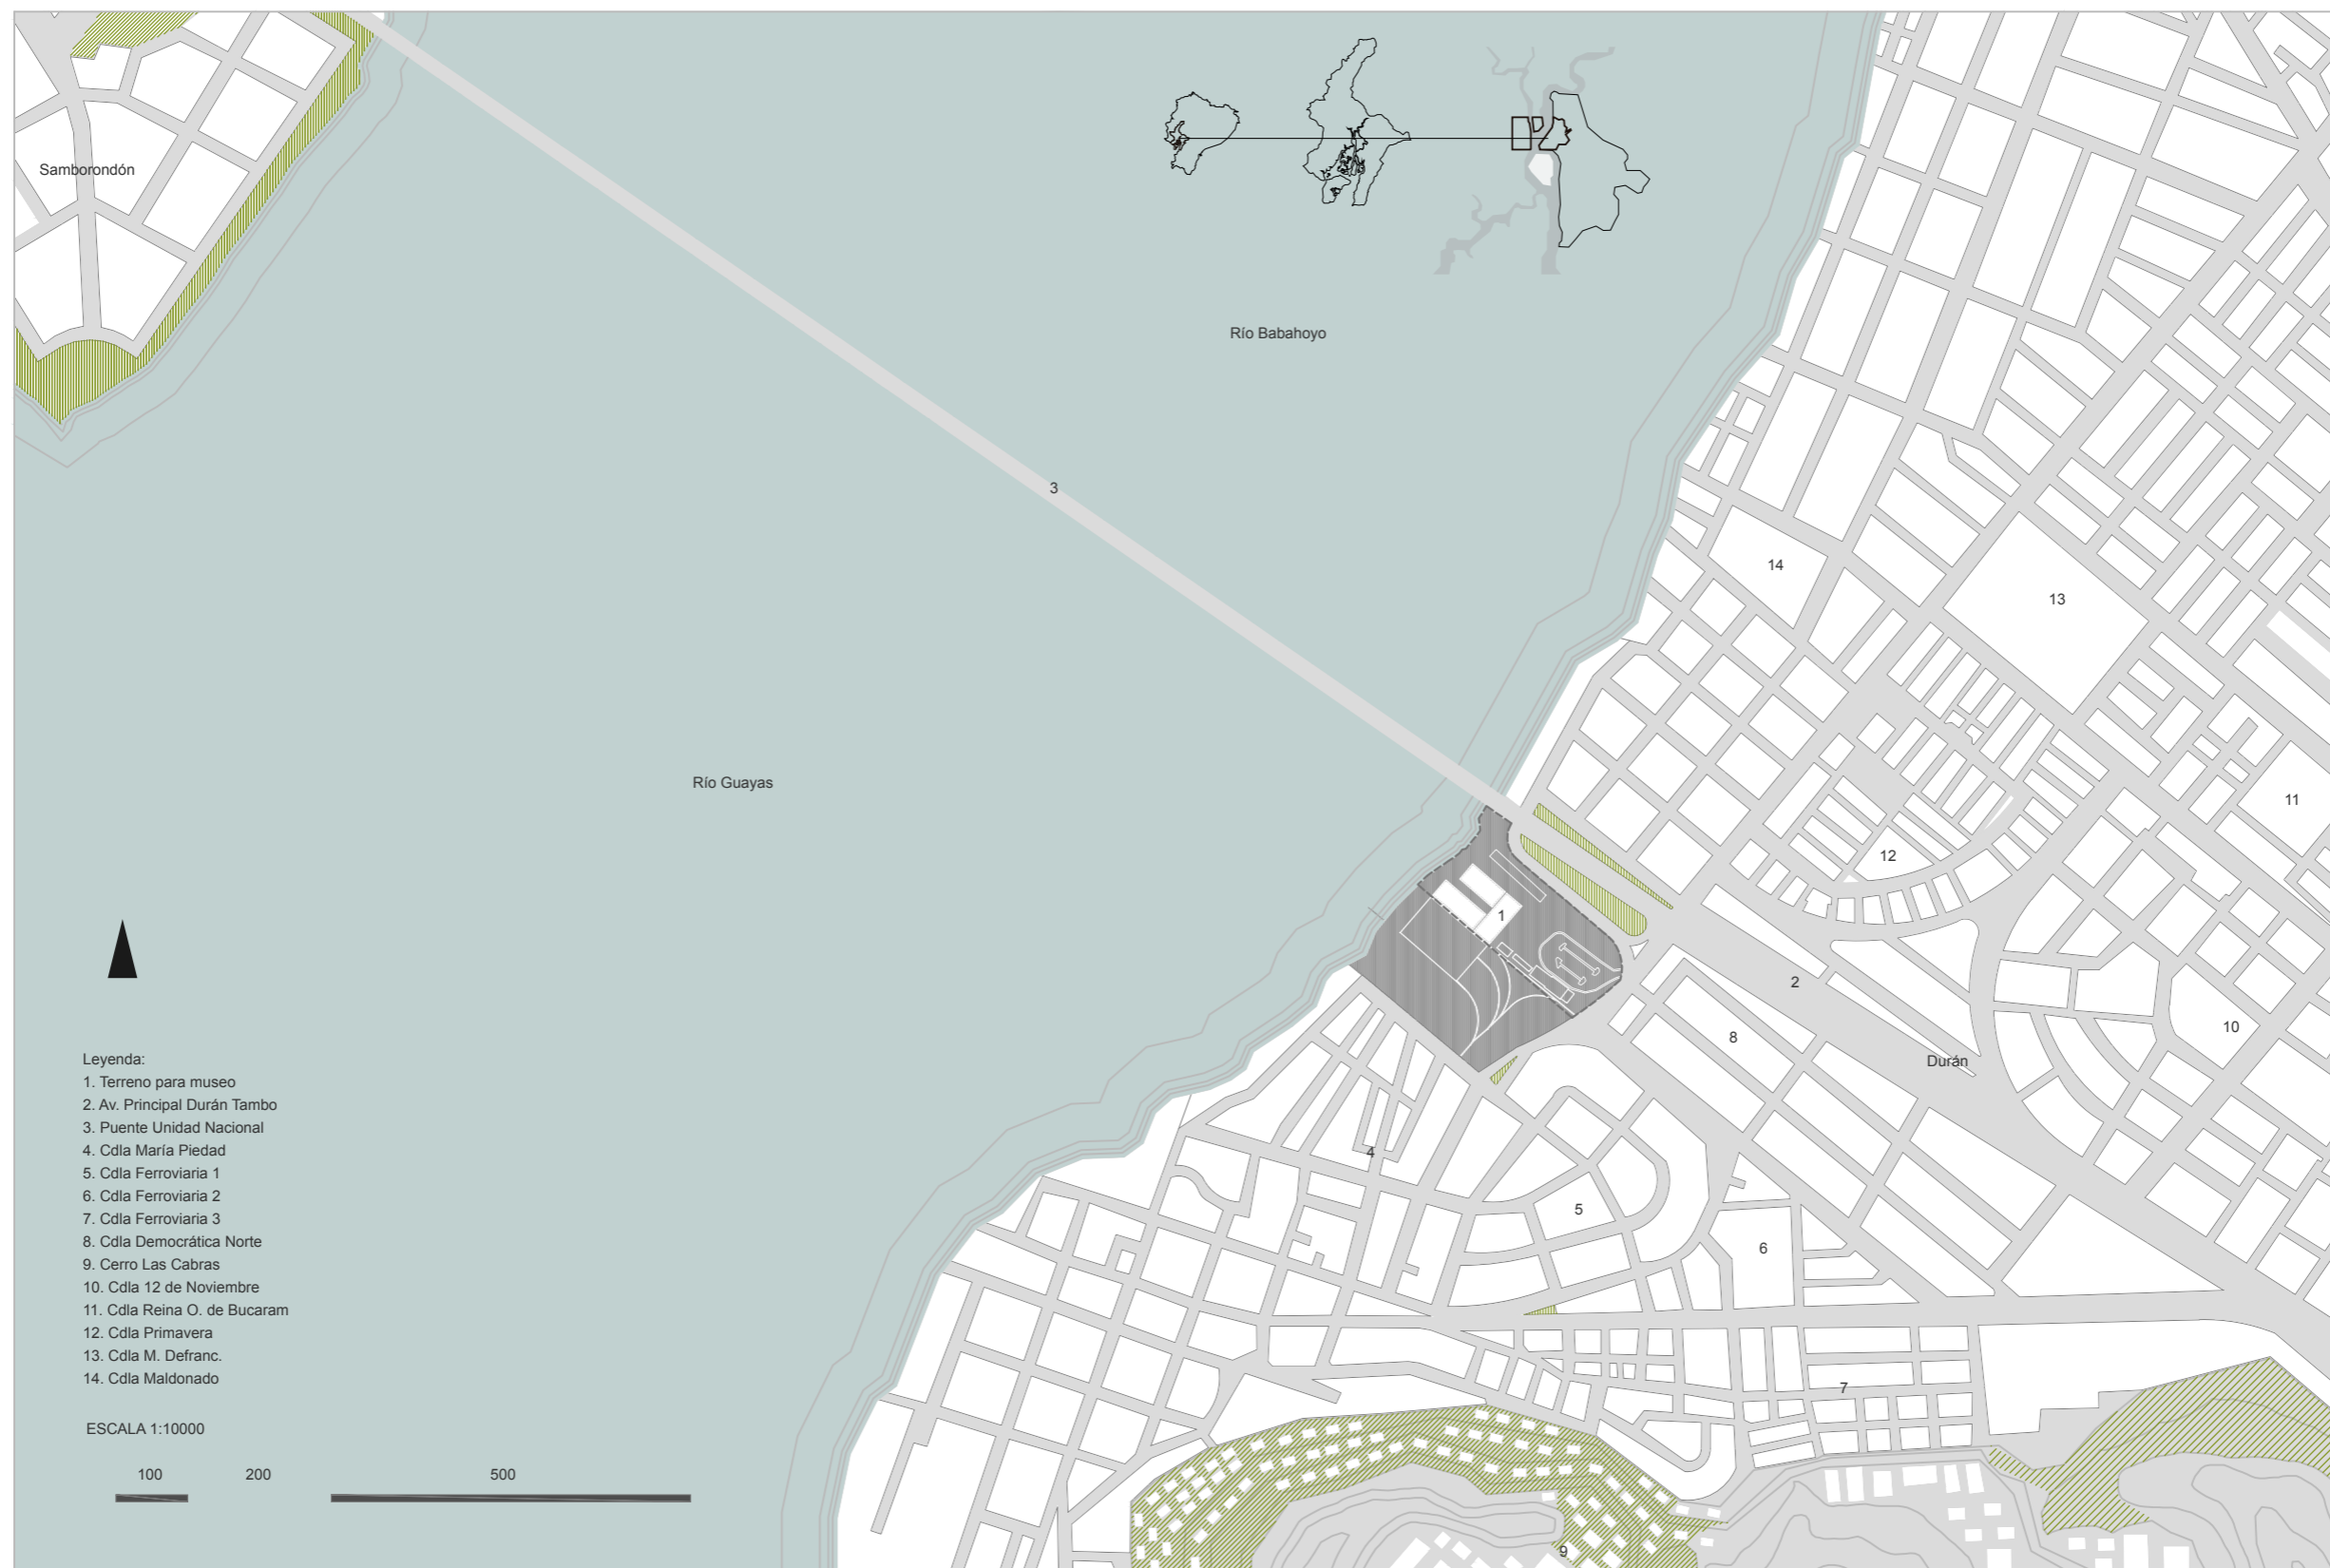 Samborondón
Río Babahoyo
3
14
13
Río Guayas
11
12
1
2
10
8
Durán
4
5
6
7
9
Leyenda:
1. Terreno para museo
2. Av. Principal Durán Tambo
3. Puente Unidad Nacional
4. Cdla María Piedad
5. Cdla Ferroviaria 1
6. Cdla Ferroviaria 2
7. Cdla Ferroviaria 3
8. Cdla Democrática Norte
9. Cerro Las Cabras
10. Cdla 12 de Noviembre
11. Cdla Reina O. de Bucaram
12. Cdla Primavera
13. Cdla M. Defranc.
14. Cdla Maldonado
ESCALA 1:10000
100 200 500